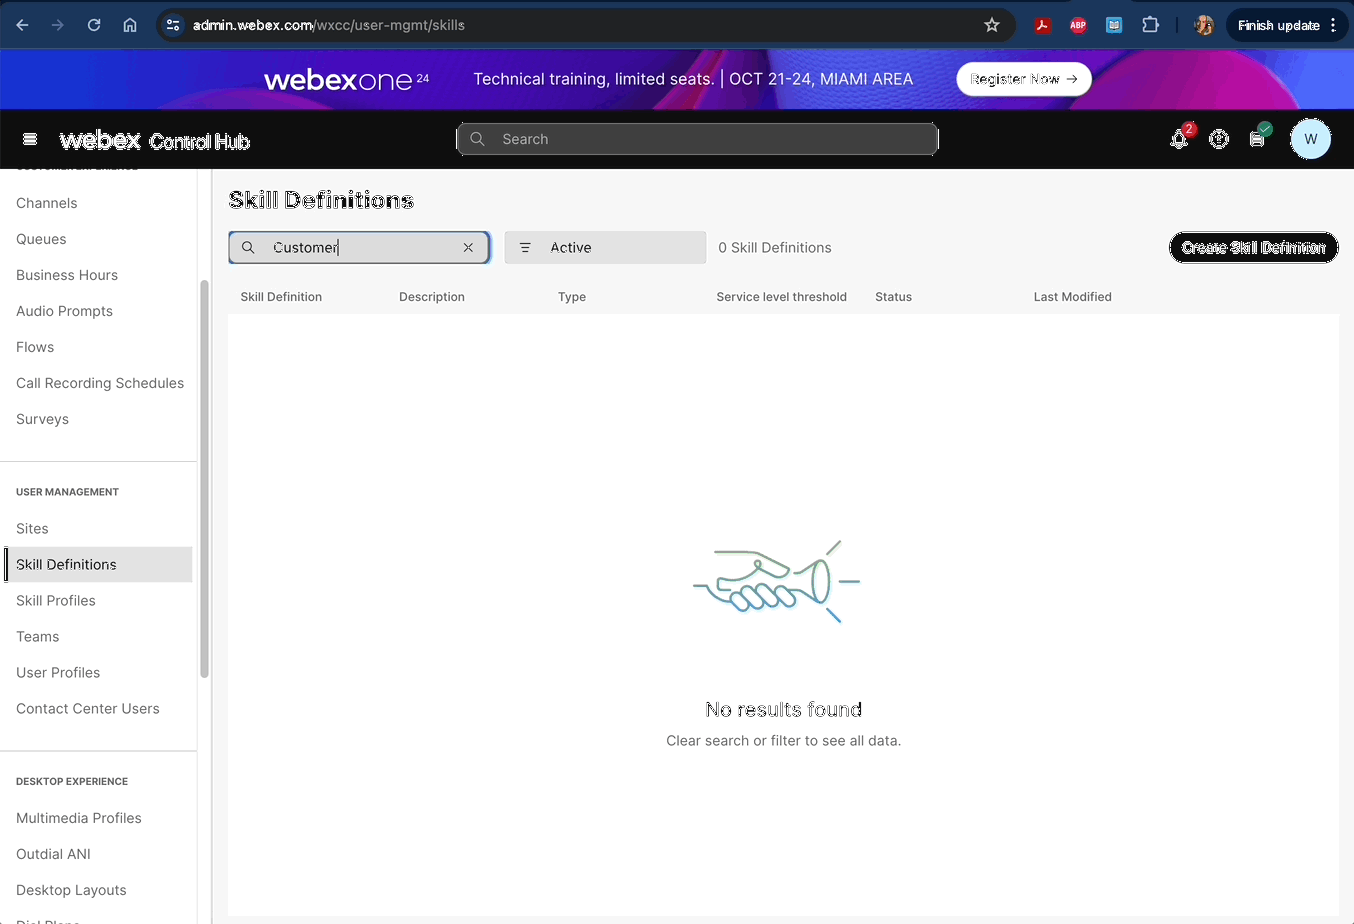 admin.webex.com/wxcc/user-mgmt/skills
ABP
Finish update
webexone 24
Technical training, limited seats. | OCT 21-24, MIAMI AREA
Register Now →
webex Control Hub
Search
2
W
CUSTOMER EXPERIENCE
Channels
Queues
Business Hours
Audio Prompts
Flows
Call Recording Schedules
Surveys
USER MANAGEMENT
Sites
Skill Definitions
Skill Profiles
Teams
User Profiles
Contact Center Users
DESKTOP EXPERIENCE
Multimedia Profiles
Outdial ANI
Desktop Layouts
Dial Plans
Skill Definitions
Customer
Active
0 Skill Definitions
Create Skill Definition
Skill Definition Description Type Service level threshold Status Last Modified
No results found
Clear search or filter to see all data.